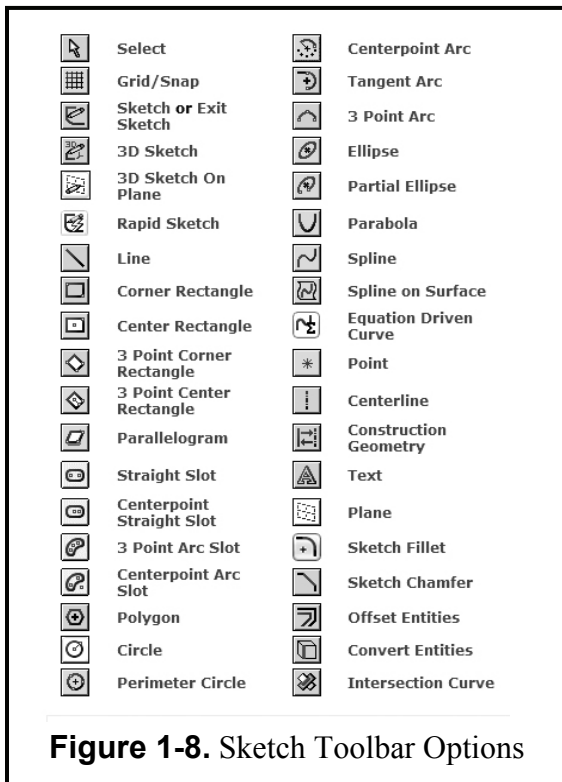 Select
Grid/Snap
Sketch or Exit
Sketch
3D Sketch
3D Sketch On
Plane
Rapid Sketch
Line
Corner Rectangle
Center Rectangle
3 Point Corner
Rectangle
3 Point Center
Rectangle
Parallelogram
Straight Slot
Centerpoint
Straight Slot
3 Point Arc Slot
Centerpoint Arc
Slot
Polygon
Circle
Perimeter Circle
Centerpoint Arc
Tangent Arc
3 Point Arc
Ellipse
Partial Ellipse
Parabola
Spline
Spline on Surface
Equation Driven
Curve
Point
Centerline
Construction
Geometry
Text
Plane
Sketch Fillet
Sketch Chamfer
Offset Entities
Convert Entities
Intersection Curve
Figure 1-8. Sketch Toolbar Options